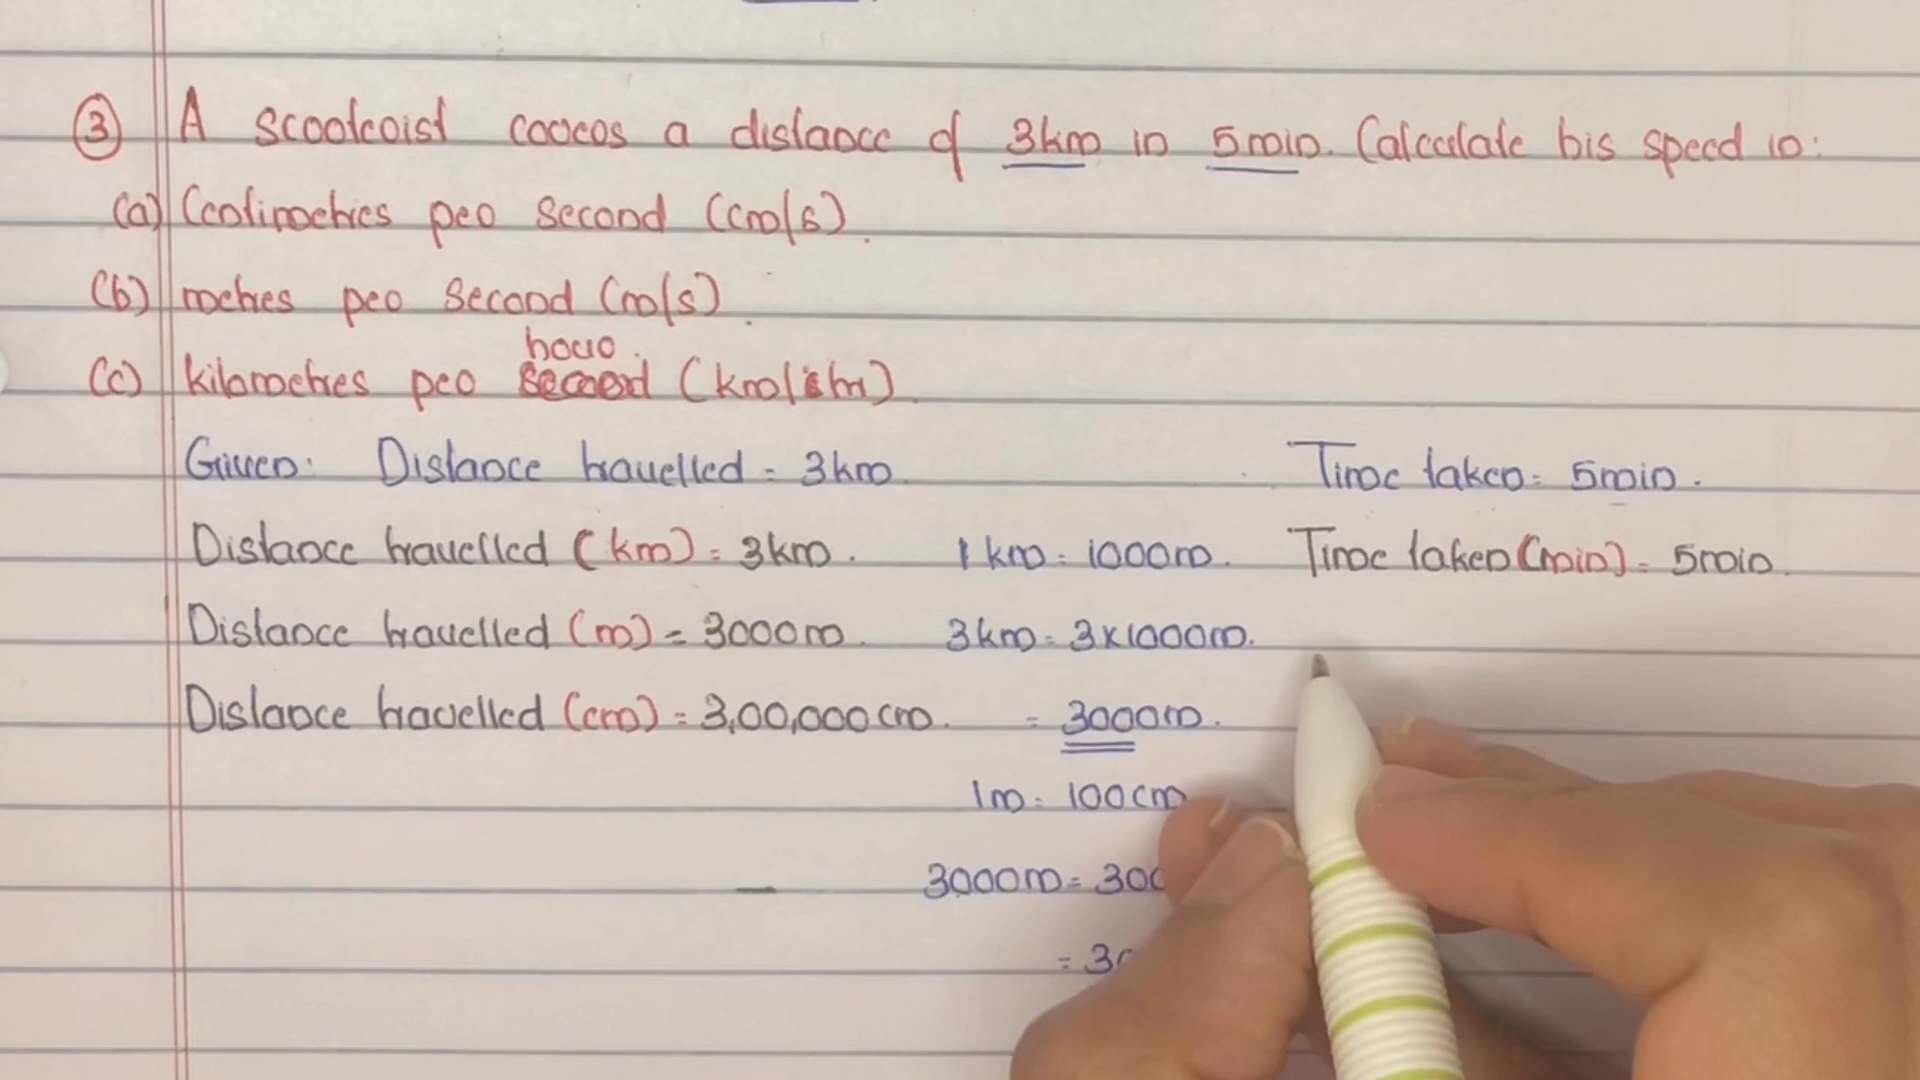 3 A scooterist covers a distance of 3km in 5min. Calculate his speed in:
(a) Centimetres per second (cm/s).
(b) metres per second (m/s).
hour
(c) kilometres per second (km/h)
Given: Distance travelled = 3km. Time taken = 5min.
Distance travelled (km) = 3km. 1km = 1000m. Time taken (min) = 5min.
Distance travelled (m) = 3000m. 3km = 3x1000m.
Distance travelled (cm) = 3,00,000cm. = 3000m.
1m = 100cm
3000m = 300
= 30